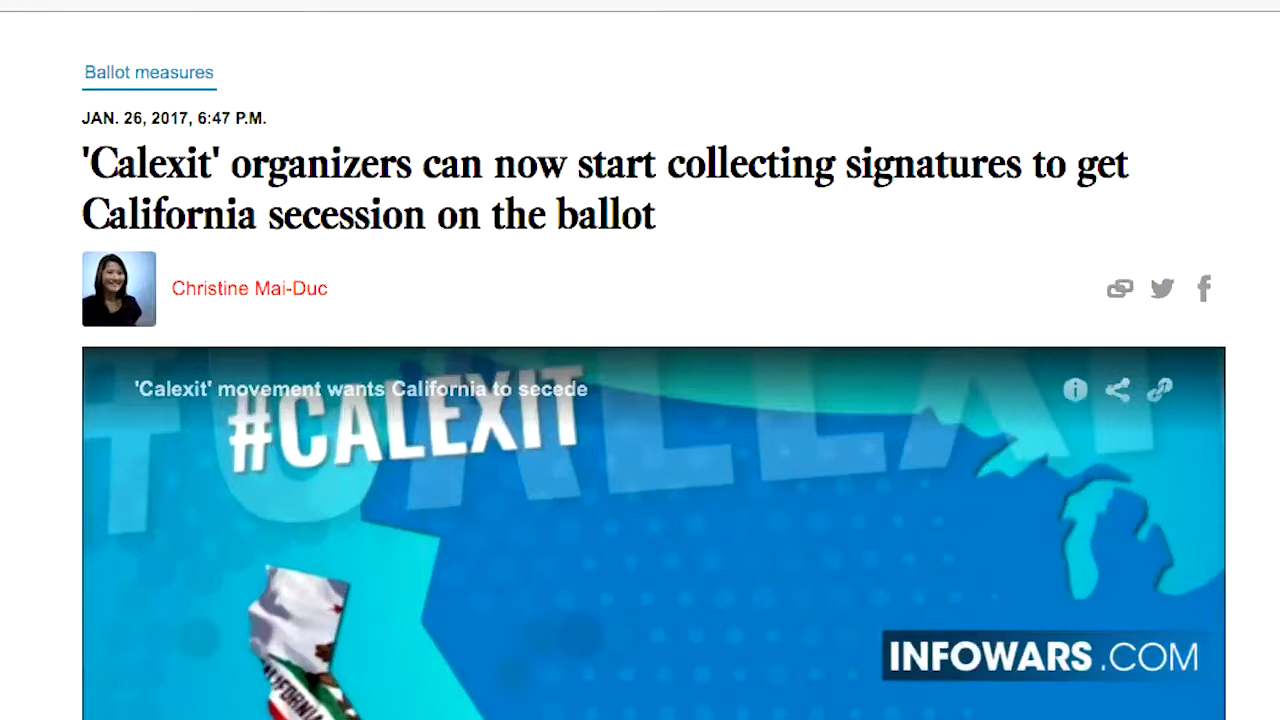 Ballot measures
JAN. 26, 2017, 6:47 P.M.
'Calexit' organizers can now start collecting signatures to get
California secession on the ballot
Christine Mai-Duc
'Calexit' movement wants California to secede
#CALEXIT
INFOWARS.COM
CALIFORNIA